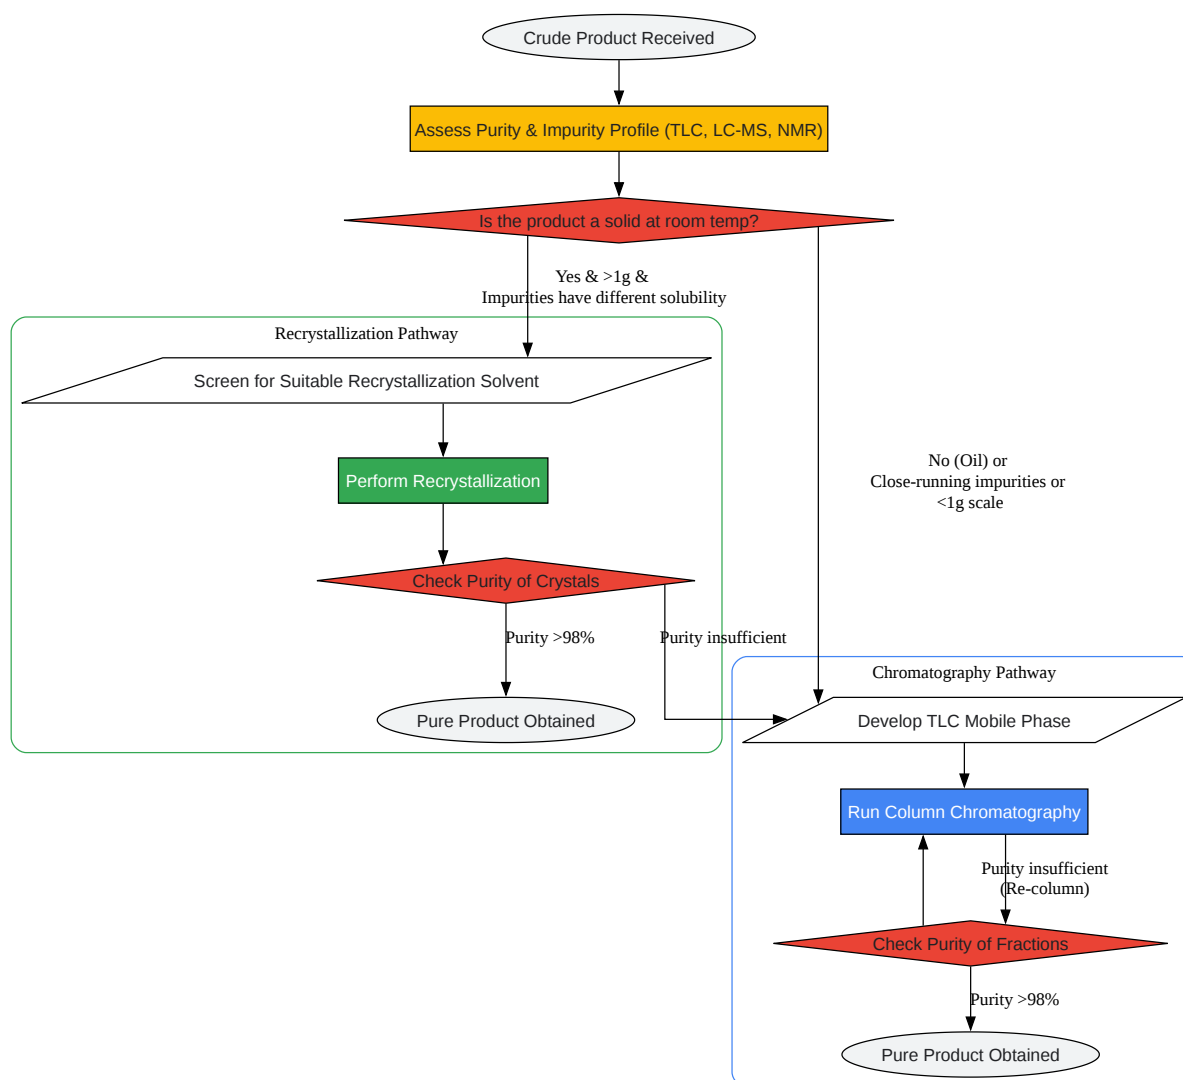 Crude Product Received
Assess Purity & Impurity Profile (TLC, LC-MS, NMR)
Is the product a solid at room temp?
Yes & >1g &
Impurities have different solubility
Recrystallization Pathway
Screen for Suitable Recrystallization Solvent
No (Oil) or
Close-running impurities or
<1g scale
Perform Recrystallization
Check Purity of Crystals
Purity >98%
Purity insufficient
Pure Product Obtained
Chromatography Pathway
Develop TLC Mobile Phase
Run Column Chromatography
Purity insufficient
(Re-column)
Check Purity of Fractions
Purity >98%
Pure Product Obtained